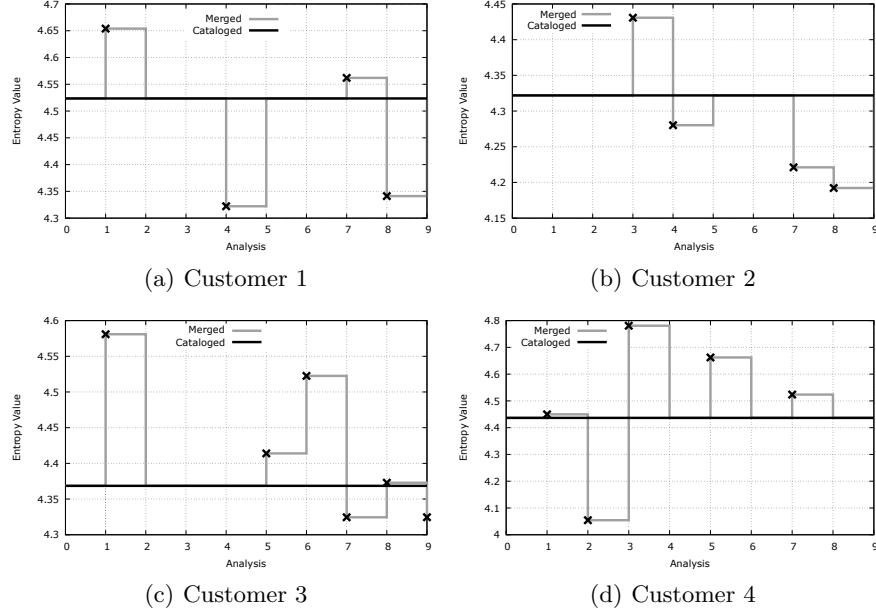 4.7
4.65
4.6
4.55
4.5
4.45
4.4
4.35
4.3
Entropy Value
Merged
Cataloged
0 1 2 3 4 5 6 7 8 9
Analysis
(a) Customer 1
4.45
4.4
4.35
4.3
4.25
4.2
4.15
Entropy Value
Merged
Cataloged
0 1 2 3 4 5 6 7 8 9
Analysis
(b) Customer 2
4.6
4.55
4.5
4.45
4.4
4.35
4.3
Entropy Value
Merged
Cataloged
0 1 2 3 4 5 6 7 8 9
Analysis
(c) Customer 3
4.8
4.7
4.6
4.5
4.4
4.3
4.2
4.1
4
Entropy Value
Merged
Cataloged
0 1 2 3 4 5 6 7 8 9
Analysis
(d) Customer 4